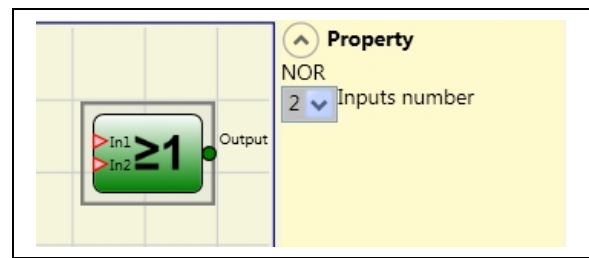 Property
NOR
2 Inputs number
In1
In2
≥1
Output